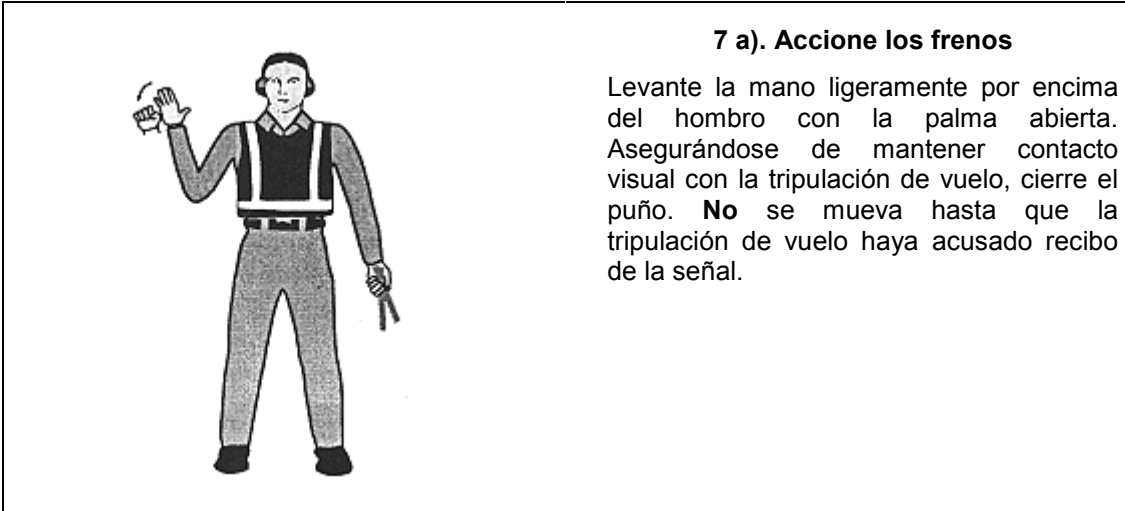 7 a). Accione los frenos
Levante la mano ligeramente por encima
del hombro con la palma abierta.
Asegurándose de mantener contacto
visual con la tripulación de vuelo, cierre el
puño. No se mueva hasta que la
tripulación de vuelo haya acusado recibo
de la señal.